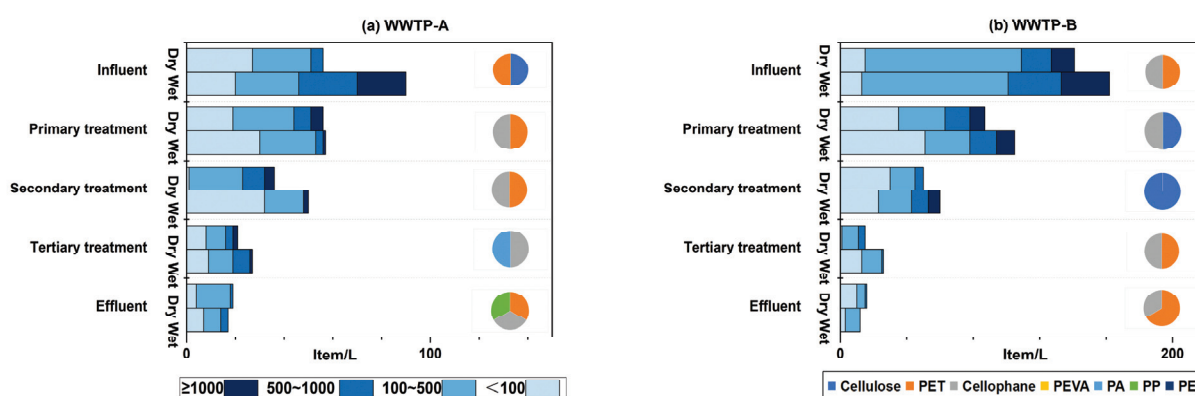 (a) WWTP-A
Influent
Dry
Wet
Primary treatment
Dry
Wet
Secondary treatment
Dry
Wet
Tertiary treatment
Dry
Wet
Effluent
Dry
Wet
0 Item/L 100
≥1000 500~1000 100~500 <100
(b) WWTP-B
Influent
Dry
Wet
Primary treatment
Dry
Wet
Secondary treatment
Dry
Wet
Tertiary treatment
Dry
Wet
Effluent
Dry
Wet
0 Item/L 200
Cellulose PET Cellophane PEVA PA PP PE